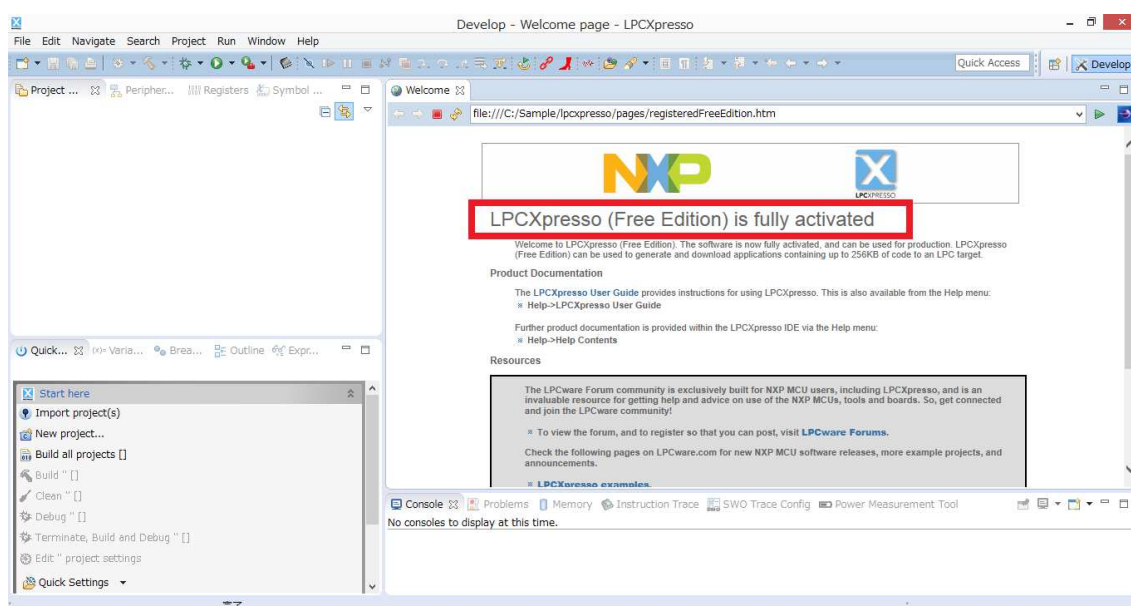 Develop - Welcome page - LPCXpresso
File Edit Navigate Search Project Run Window Help
Quick Access
Develop
Project ... Peripher... Registers Symbol ...
Welcome
file:///C:/Sample/lpcxpresso/pages/registeredFreeEdition.htm
NXP
LPCXPRESSO
LPCXpresso (Free Edition) is fully activated
Welcome to LPCXpresso (Free Edition). The software is now fully activated, and can be used for production. LPCXpresso
(Free Edition) can be used to generate and download applications containing up to 256KB of code to an LPC target.
Product Documentation
The LPCXpresso User Guide provides instructions for using LPCXpresso. This is also available from the Help menu:
Help->LPCXpresso User Guide
Further product documentation is provided within the LPCXpresso IDE via the Help menu:
Help->Help Contents
Resources
The LPCware Forum community is exclusively built for NXP MCU users, including LPCXpresso, and is an
invaluable resource for getting help and advice on use of the NXP MCUs, tools and boards. So, get connected
and join the LPCware community!
To view the forum, and to register so that you can post, visit LPCware Forums.
Check the following pages on LPCware.com for new NXP MCU software releases, more example projects, and
announcements.
LPCXpresso examples.
Quick... (x)= Varia... Brea... Outline Expr...
Start here
Import project(s)
New project...
Build all projects []
Build '' []
Clean '' []
Debug '' []
Terminate, Build and Debug '' []
Edit '' project settings
Quick Settings
Console Problems Memory Instruction Trace SWO Trace Config Power Measurement Tool
No consoles to display at this time.